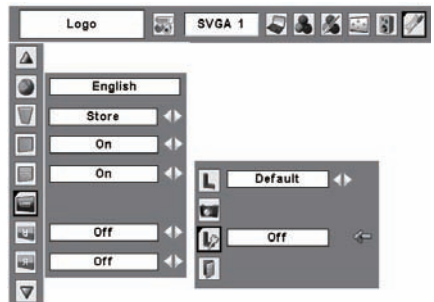 Logo SVGA 1
English
Store
On
On
Default
Off
Off
Off